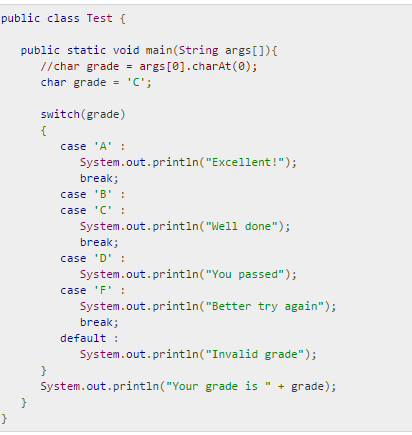 public class Test {
public static void main(String args[]){
//char grade = args[0].charAt(0);
char grade = 'C';
switch(grade)
{
case 'A' :
System.out.println("Excellent!");
break;
case 'B' :
case 'C' :
System.out.println("Well done");
break;
case 'D' :
System.out.println("You passed");
case 'F' :
System.out.println("Better try again");
break;
default :
System.out.println("Invalid grade");
}
System.out.println("Your grade is " + grade);
}
}